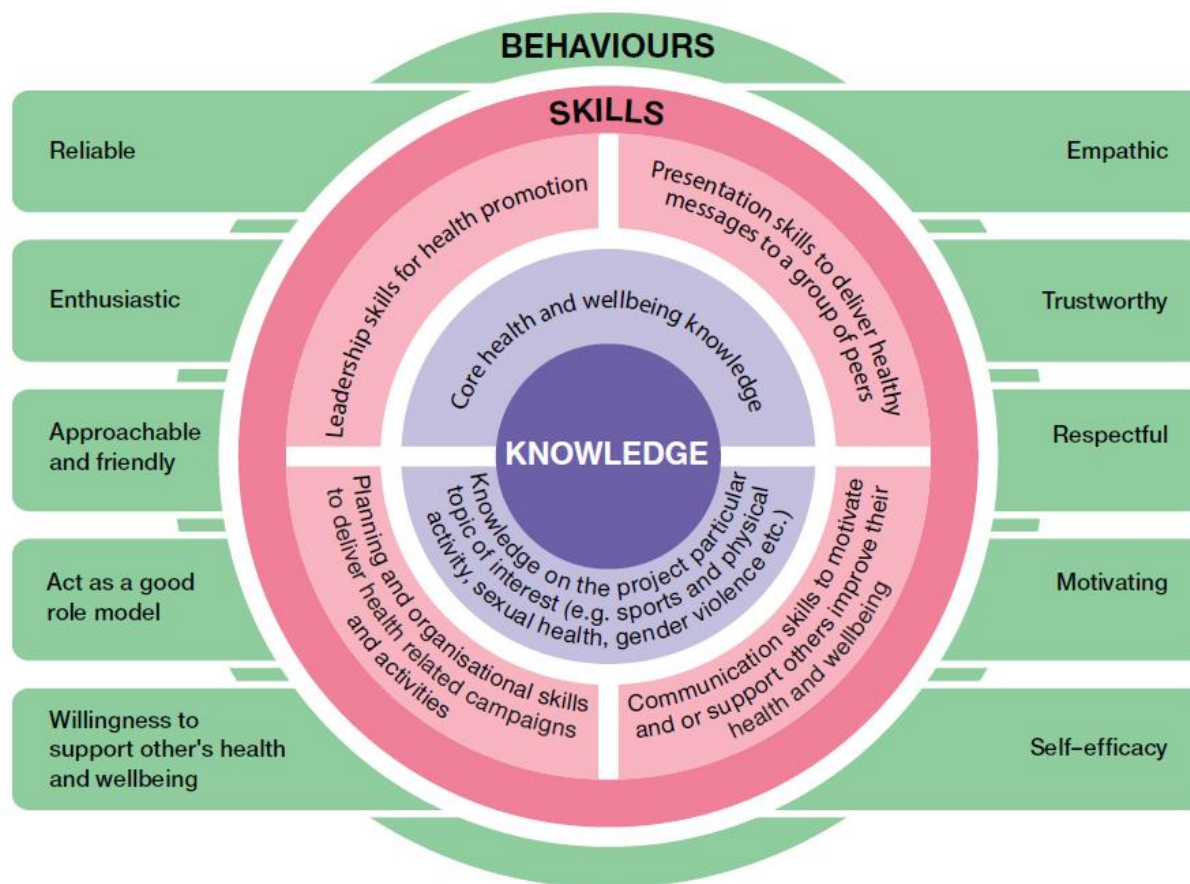 BEHAVIOURS
SKILLS
Reliable
Enthusiastic
Approachable
and friendly
Act as a good
role model
Willingness to
support other's health
and wellbeing
Leadership skills for health promotion
Presentation skills to deliver healthy
messages to a group of peers
Core health and wellbeing knowledge
KNOWLEDGE
Knowledge on the project particular
topic of interest (e.g. sports and physical
activity, sexual health, gender violence etc.)
Planning and organisational skills
to deliver health related campaigns
and activities
Communication skills to motivate
and or support others improve their
health and wellbeing
Empathic
Trustworthy
Respectful
Motivating
Self–efficacy